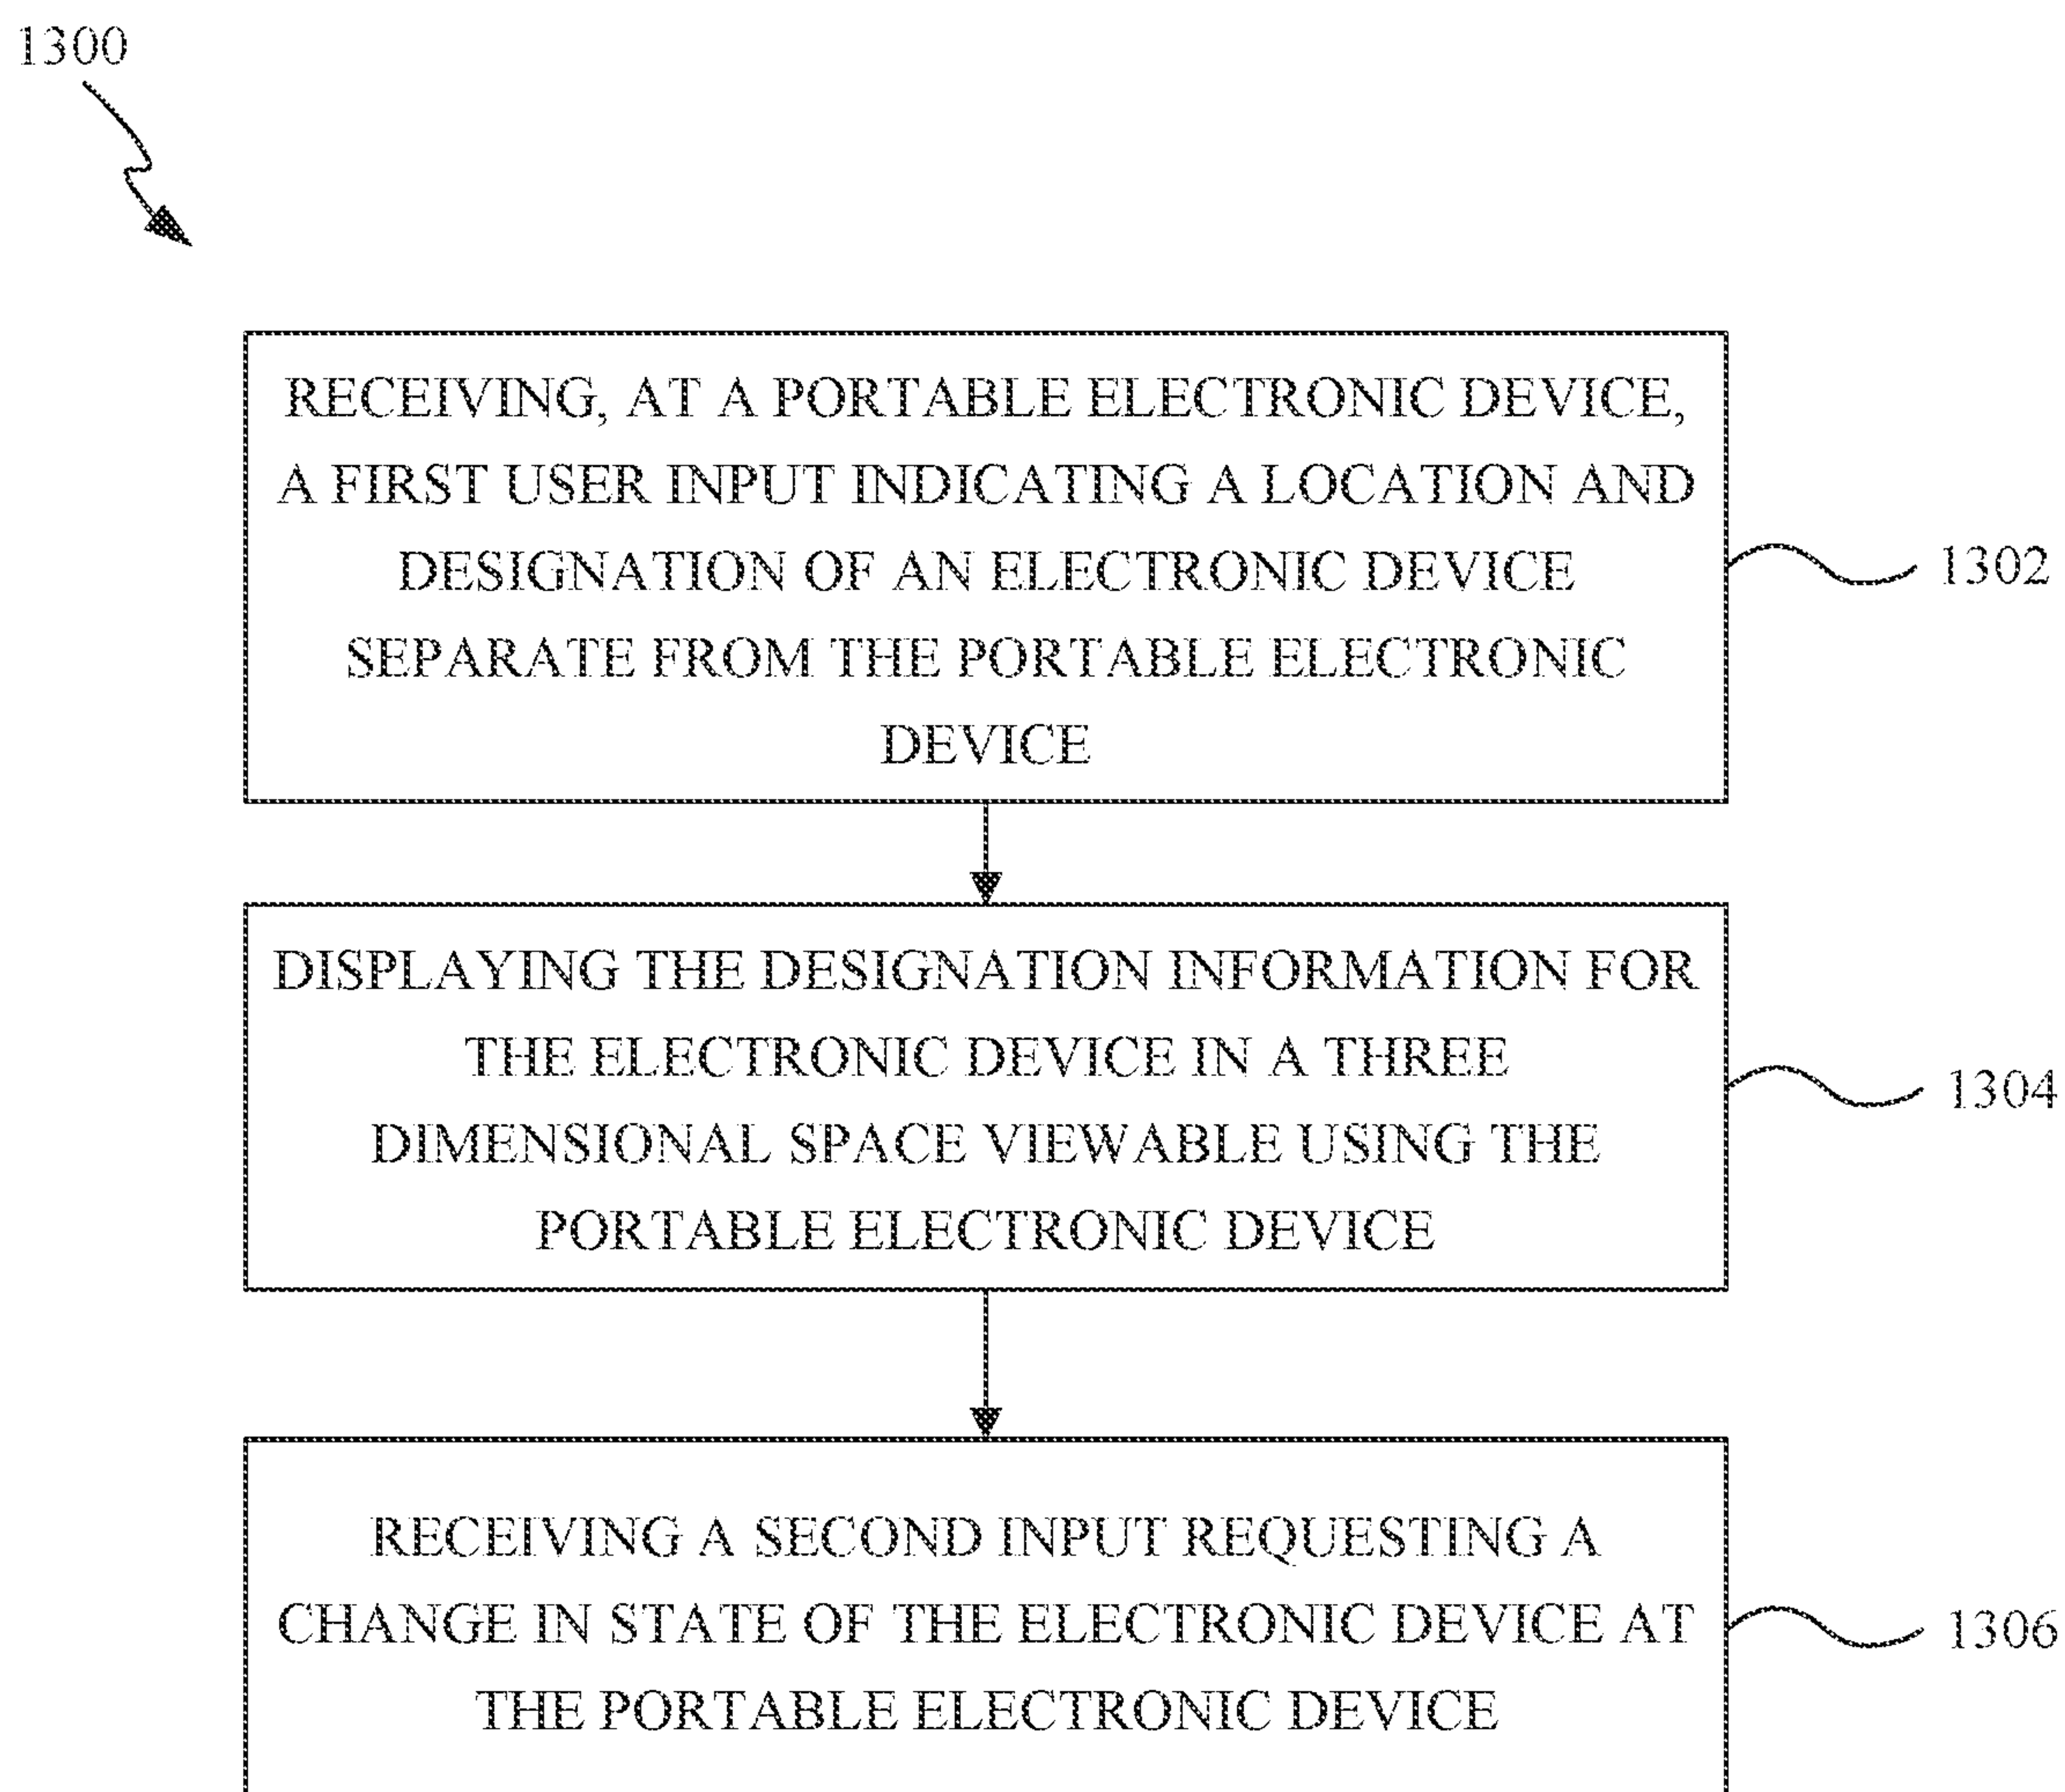 1300
RECEIVING, AT A PORTABLE ELECTRONIC DEVICE,
A FIRST USER INPUT INDICATING A LOCATION AND
DESIGNATION OF AN ELECTRONIC DEVICE
SEPARATE FROM THE PORTABLE ELECTRONIC
DEVICE
1302
DISPLAYING THE DESIGNATION INFORMATION FOR
THE ELECTRONIC DEVICE IN A THREE
DIMENSIONAL SPACE VIEWABLE USING THE
PORTABLE ELECTRONIC DEVICE
1304
RECEIVING A SECOND INPUT REQUESTING A
CHANGE IN STATE OF THE ELECTRONIC DEVICE AT
THE PORTABLE ELECTRONIC DEVICE
1306